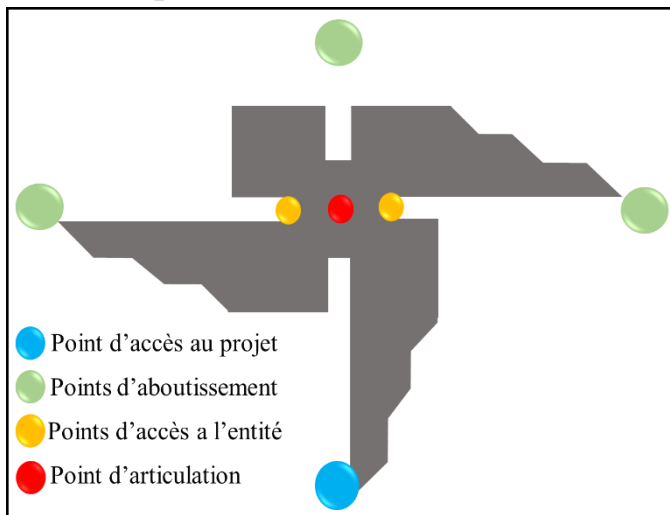 Point d'accès au projet
Points d'aboutissement
Points d'accès a l'entité
Point d'articulation